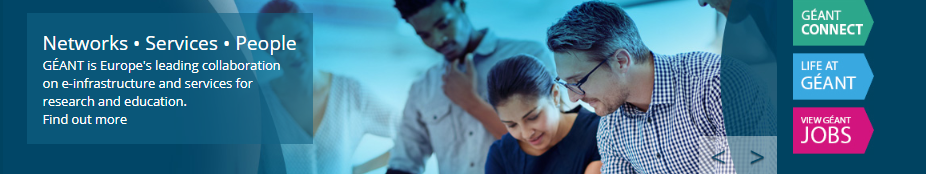 Networks • Services • People
GÉANT is Europe's leading collaboration
on e-infrastructure and services for
research and education.
Find out more
< >
GÉANT
CONNECT
LIFE AT
GÉANT
VIEW GÉANT
JOBS